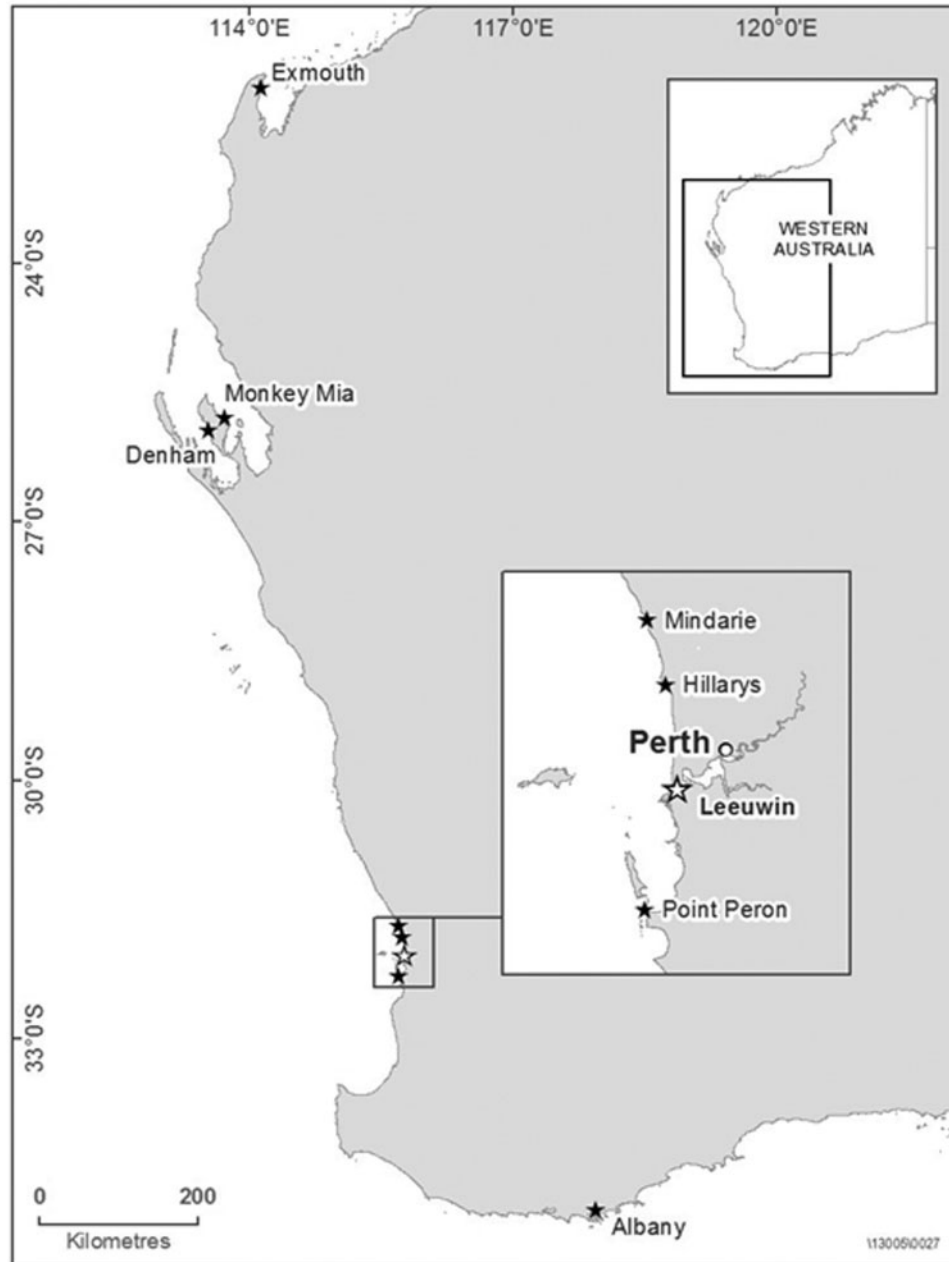 114°0'E
117°0'E
120°0'E
Exmouth
WESTERN
AUSTRALIA
24°0'S
Monkey Mia
Denham
27°0'S
Mindarie
Hillarys
Perth
30°0'S
Leeuwin
Point Peron
33°0'S
0 200
Kilometres
Albany
\13005\0027